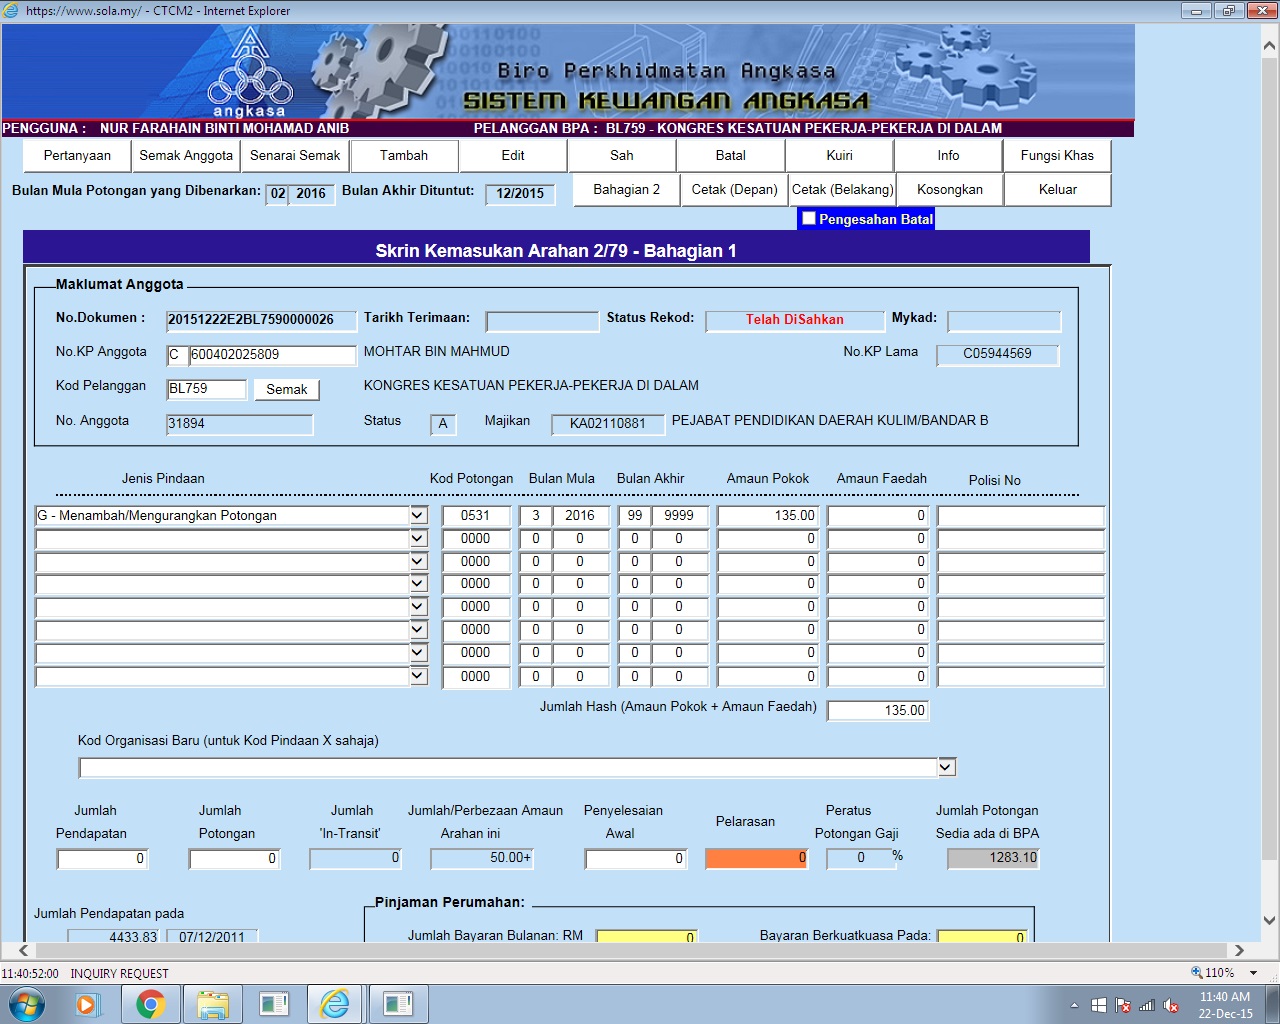 https://www.sola.my/ - CTCM2 - Internet Explorer
angkasa
Biro Perkhidmatan Angkasa
SISTEM KEWANGAN ANGKASA
PENGGUNA : NUR FARAHAIN BINTI MOHAMAD ANIB PELANGGAN BPA : BL759 - KONGRES KESATUAN PEKERJA-PEKERJA DI DALAM
Pertanyaan Semak Anggota Senarai Semak Tambah Edit Sah Batal Kuiri Info Fungsi Khas
Bulan Mula Potongan yang Dibenarkan: 02 2016 Bulan Akhir Dituntut: 12/2015 Bahagian 2 Cetak (Depan) Cetak (Belakang) Kosongkan Keluar
Pengesahan Batal
Skrin Kemasukan Arahan 2/79 - Bahagian 1
Maklumat Anggota
No.Dokumen : 20151222E2BL7590000026 Tarikh Terimaan: Status Rekod: Telah DiSahkan Mykad:
No.KP Anggota C 600402025809 MOHTAR BIN MAHMUD No.KP Lama C05944569
Kod Pelanggan BL759 Semak KONGRES KESATUAN PEKERJA-PEKERJA DI DALAM
No. Anggota 31894 Status A Majikan KA02110881 PEJABAT PENDIDIKAN DAERAH KULIM/BANDAR B
Jenis Pindaan Kod Potongan Bulan Mula Bulan Akhir Amaun Pokok Amaun Faedah Polisi No
G - Menambah/Mengurangkan Potongan 0531 3 2016 99 9999 135.00 0
0000 0 0 0 0 0 0
0000 0 0 0 0 0 0
0000 0 0 0 0 0 0
0000 0 0 0 0 0 0
0000 0 0 0 0 0 0
0000 0 0 0 0 0 0
0000 0 0 0 0 0 0
Jumlah Hash (Amaun Pokok + Amaun Faedah) 135.00
Kod Organisasi Baru (untuk Kod Pindaan X sahaja)
Jumlah Jumlah Jumlah Jumlah/Perbezaan Amaun Penyelesaian Pelarasan Peratus Jumlah Potongan
Pendapatan Potongan 'In-Transit' Arahan ini Awal Potongan Gaji Sedia ada di BPA
0 0 0 50.00+ 0 0 0 % 1283.10
Pinjaman Perumahan:
Jumlah Pendapatan pada
4433.83 07/12/2011 Jumlah Bayaran Bulanan: RM 0 Bayaran Berkuatkuasa Pada: 0
11:40:52:00 INQUIRY REQUEST 110%
11:40 AM
22-Dec-15